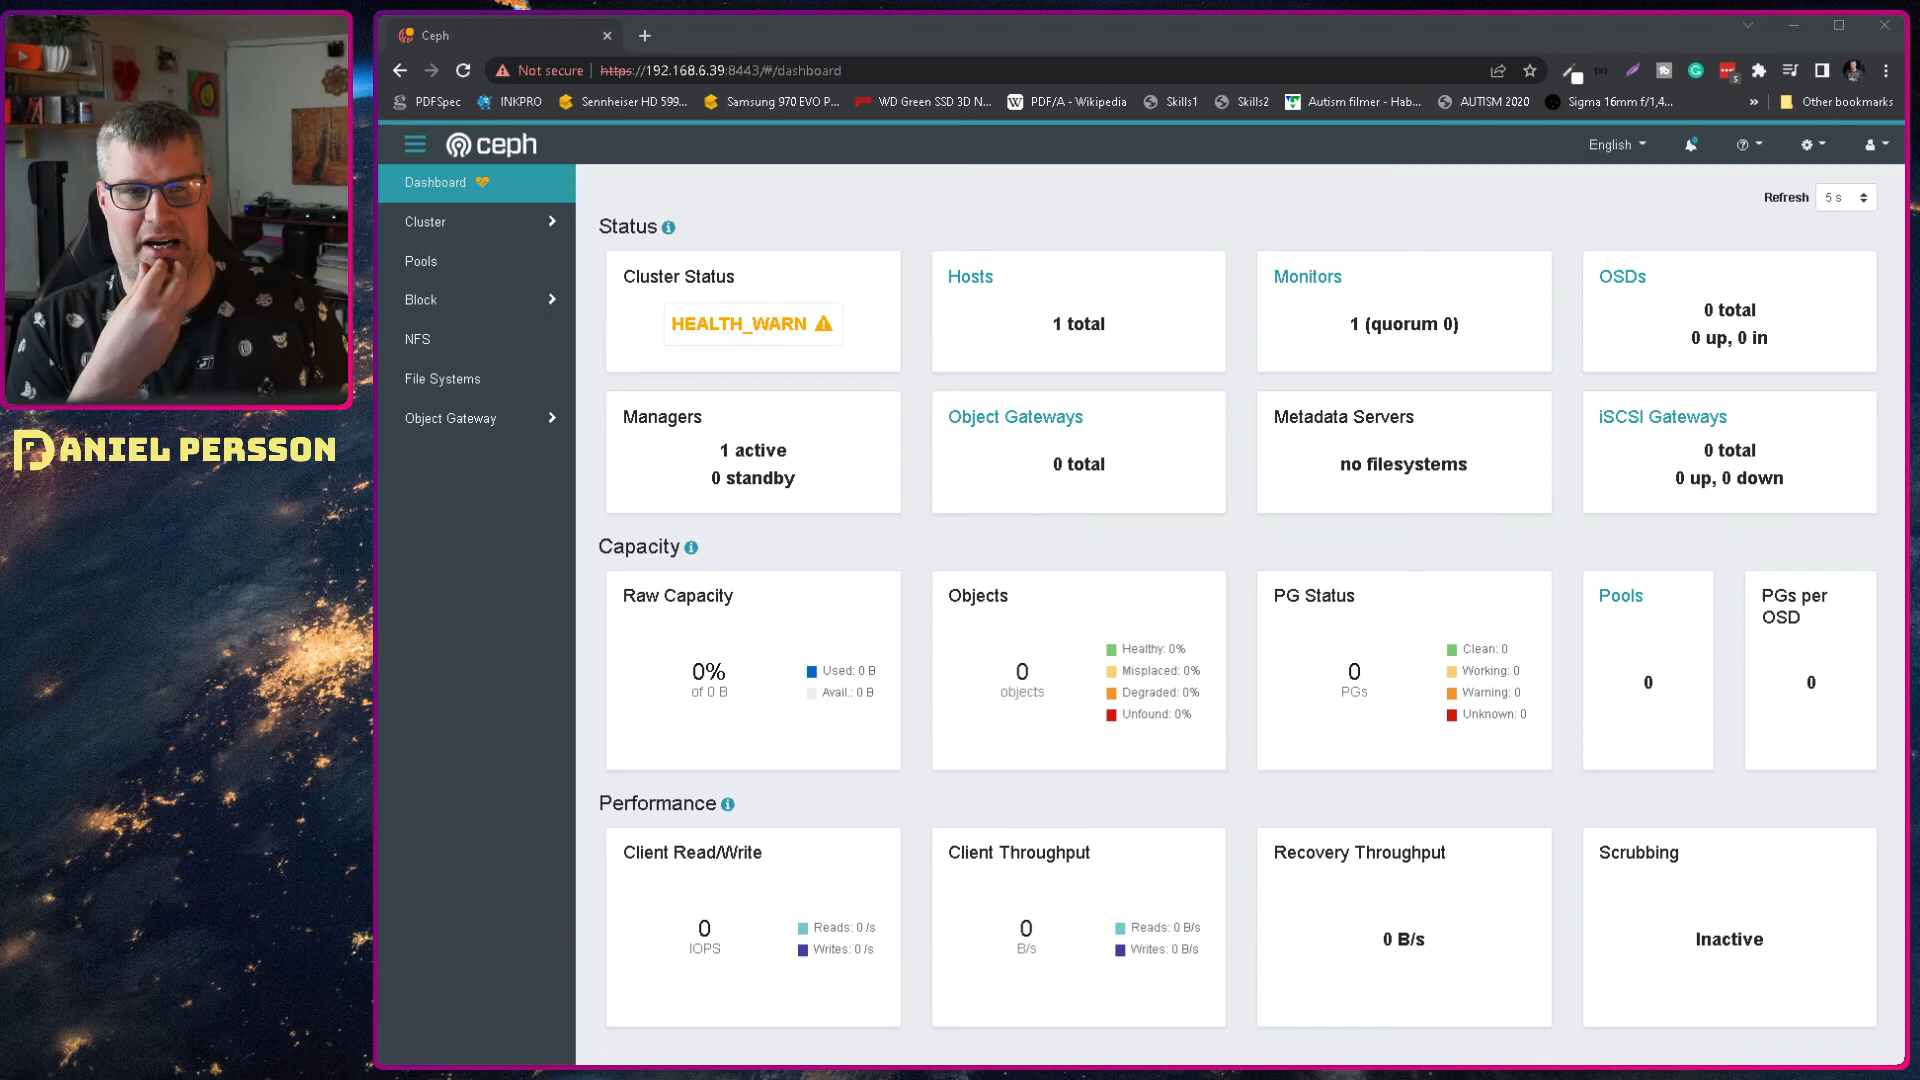 Ceph
Not secure https://192.168.6.39:8443/#/dashboard
PDFSpec INKPRO Sennheiser HD 599... Samsung 970 EVO P... WD Green SSD 3D N... PDF/A - Wikipedia Skills1 Skills2 Autism filmer - Hab... AUTISM 2020 Sigma 16mm f/1,4... » Other bookmarks
ceph
English
DANIEL PERSSON
Dashboard
Cluster
Pools
Block
NFS
File Systems
Object Gateway
Refresh 5 s
Status
Cluster Status
HEALTH_WARN
Hosts
1 total
Monitors
1 (quorum 0)
OSDs
0 total
0 up, 0 in
Managers
1 active
0 standby
Object Gateways
0 total
Metadata Servers
no filesystems
iSCSI Gateways
0 total
0 up, 0 down
Capacity
Raw Capacity
0%
of 0 B
Used: 0 B
Avail.: 0 B
Objects
0
objects
Healthy: 0%
Misplaced: 0%
Degraded: 0%
Unfound: 0%
PG Status
0
PGs
Clean: 0
Working: 0
Warning: 0
Unknown: 0
Pools
0
PGs per
OSD
0
Performance
Client Read/Write
0
IOPS
Reads: 0 /s
Writes: 0 /s
Client Throughput
0
B/s
Reads: 0 B/s
Writes: 0 B/s
Recovery Throughput
0 B/s
Scrubbing
Inactive